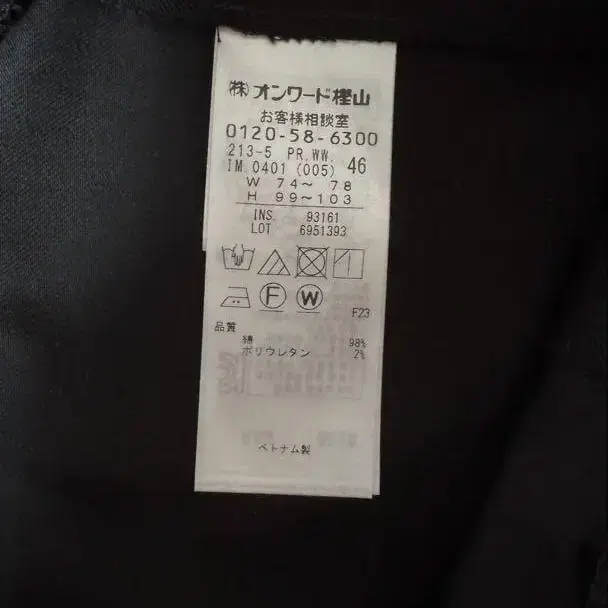 ㈱オンワード樫山
お客様相談室
0120-58-6300
213-5 PR.WW.
IM.0401 (005) 46
W 74〜 78
H 99〜103
INS. 93161
LOT 6951393
F W
F23
品質
綿 98%
ポリウレタン 2%
ベトナム製